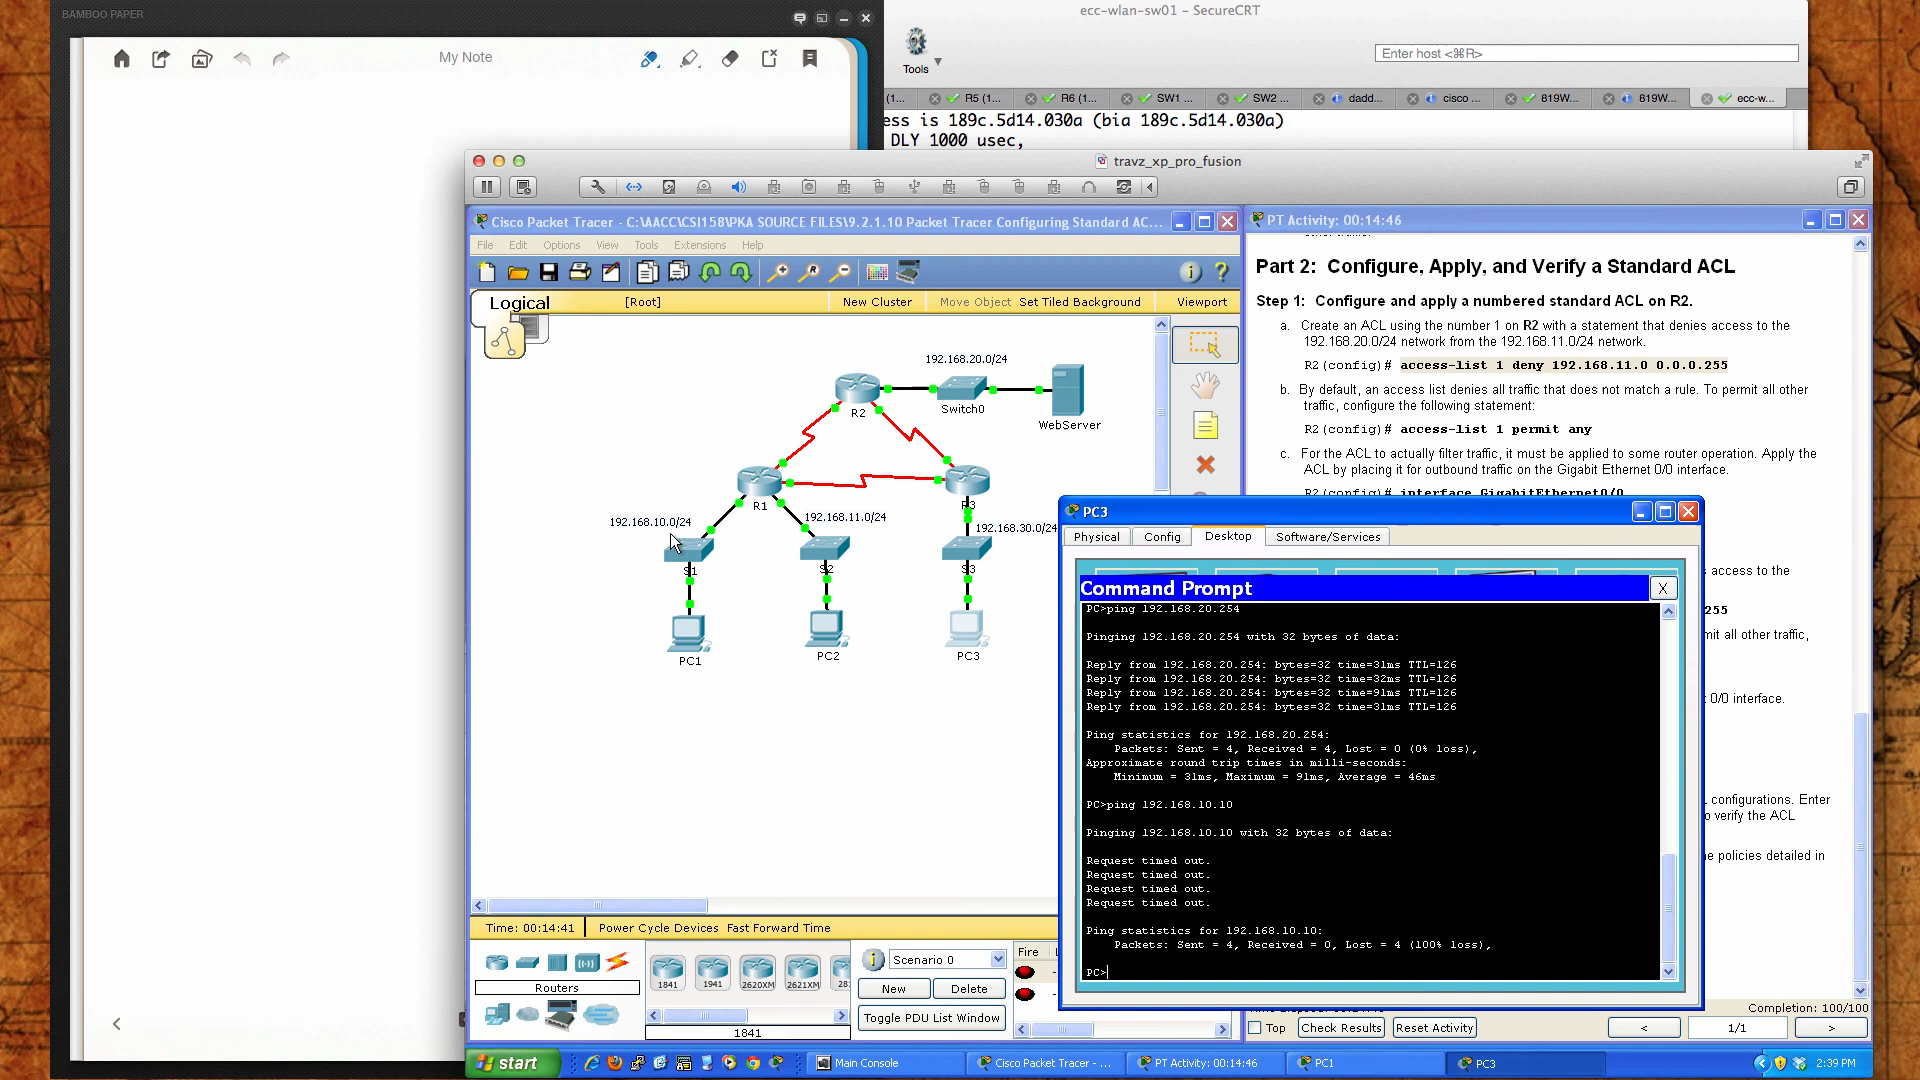 BAMBOO PAPER
My Note
ecc-wlan-sw01 – SecureCRT
Tools
Enter host <⌘R>
(1...
R5 (1...
R6 (1...
SW1 ...
SW2 ...
dadd...
cisco ...
819W...
819W...
ecc-w...
ess is 189c.5d14.030a (bia 189c.5d14.030a)
DLY 1000 usec,
travz_xp_pro_fusion
Cisco Packet Tracer - C:\AACC\CSI158\PKA SOURCE FILES\9.2.1.10 Packet Tracer Configuring Standard AC...
File Edit Options View Tools Extensions Help
Logical
[Root]
New Cluster
Move Object
Set Tiled Background
Viewport
192.168.20.0/24
R2
Switch0
WebServer
R1
R3
192.168.10.0/24
192.168.11.0/24
192.168.30.0/24
S1
S2
S3
PC1
PC2
PC3
Time: 00:14:41
Power Cycle Devices Fast Forward Time
Routers
1841
1941
2620XM
2621XM
281
1841
Scenario 0
New
Delete
Toggle PDU List Window
Fire
PT Activity: 00:14:46
Part 2: Configure, Apply, and Verify a Standard ACL
Step 1: Configure and apply a numbered standard ACL on R2.
a. Create an ACL using the number 1 on R2 with a statement that denies access to the
192.168.20.0/24 network from the 192.168.11.0/24 network.
R2(config)# access-list 1 deny 192.168.11.0 0.0.0.255
b. By default, an access list denies all traffic that does not match a rule. To permit all other
traffic, configure the following statement:
R2(config)# access-list 1 permit any
c. For the ACL to actually filter traffic, it must be applied to some router operation. Apply the
ACL by placing it for outbound traffic on the Gigabit Ethernet 0/0 interface.
R2(config)# interface GigabitEthernet0/0
access to the
255
mit all other traffic,
0/0 interface.
configurations. Enter
o verify the ACL
e policies detailed in
PC3
Physical
Config
Desktop
Software/Services
Command Prompt
X
PC>ping 192.168.20.254
Pinging 192.168.20.254 with 32 bytes of data:
Reply from 192.168.20.254: bytes=32 time=31ms TTL=126
Reply from 192.168.20.254: bytes=32 time=32ms TTL=126
Reply from 192.168.20.254: bytes=32 time=91ms TTL=126
Reply from 192.168.20.254: bytes=32 time=31ms TTL=126
Ping statistics for 192.168.20.254:
Packets: Sent = 4, Received = 4, Lost = 0 (0% loss),
Approximate round trip times in milli-seconds:
Minimum = 31ms, Maximum = 91ms, Average = 46ms
PC>ping 192.168.10.10
Pinging 192.168.10.10 with 32 bytes of data:
Request timed out.
Request timed out.
Request timed out.
Request timed out.
Ping statistics for 192.168.10.10:
Packets: Sent = 4, Received = 0, Lost = 4 (100% loss),
PC>
Completion: 100/100
Top
Check Results
Reset Activity
<
1/1
>
start
Main Console
Cisco Packet Tracer - ...
PT Activity: 00:14:46
PC1
PC3
2:39 PM